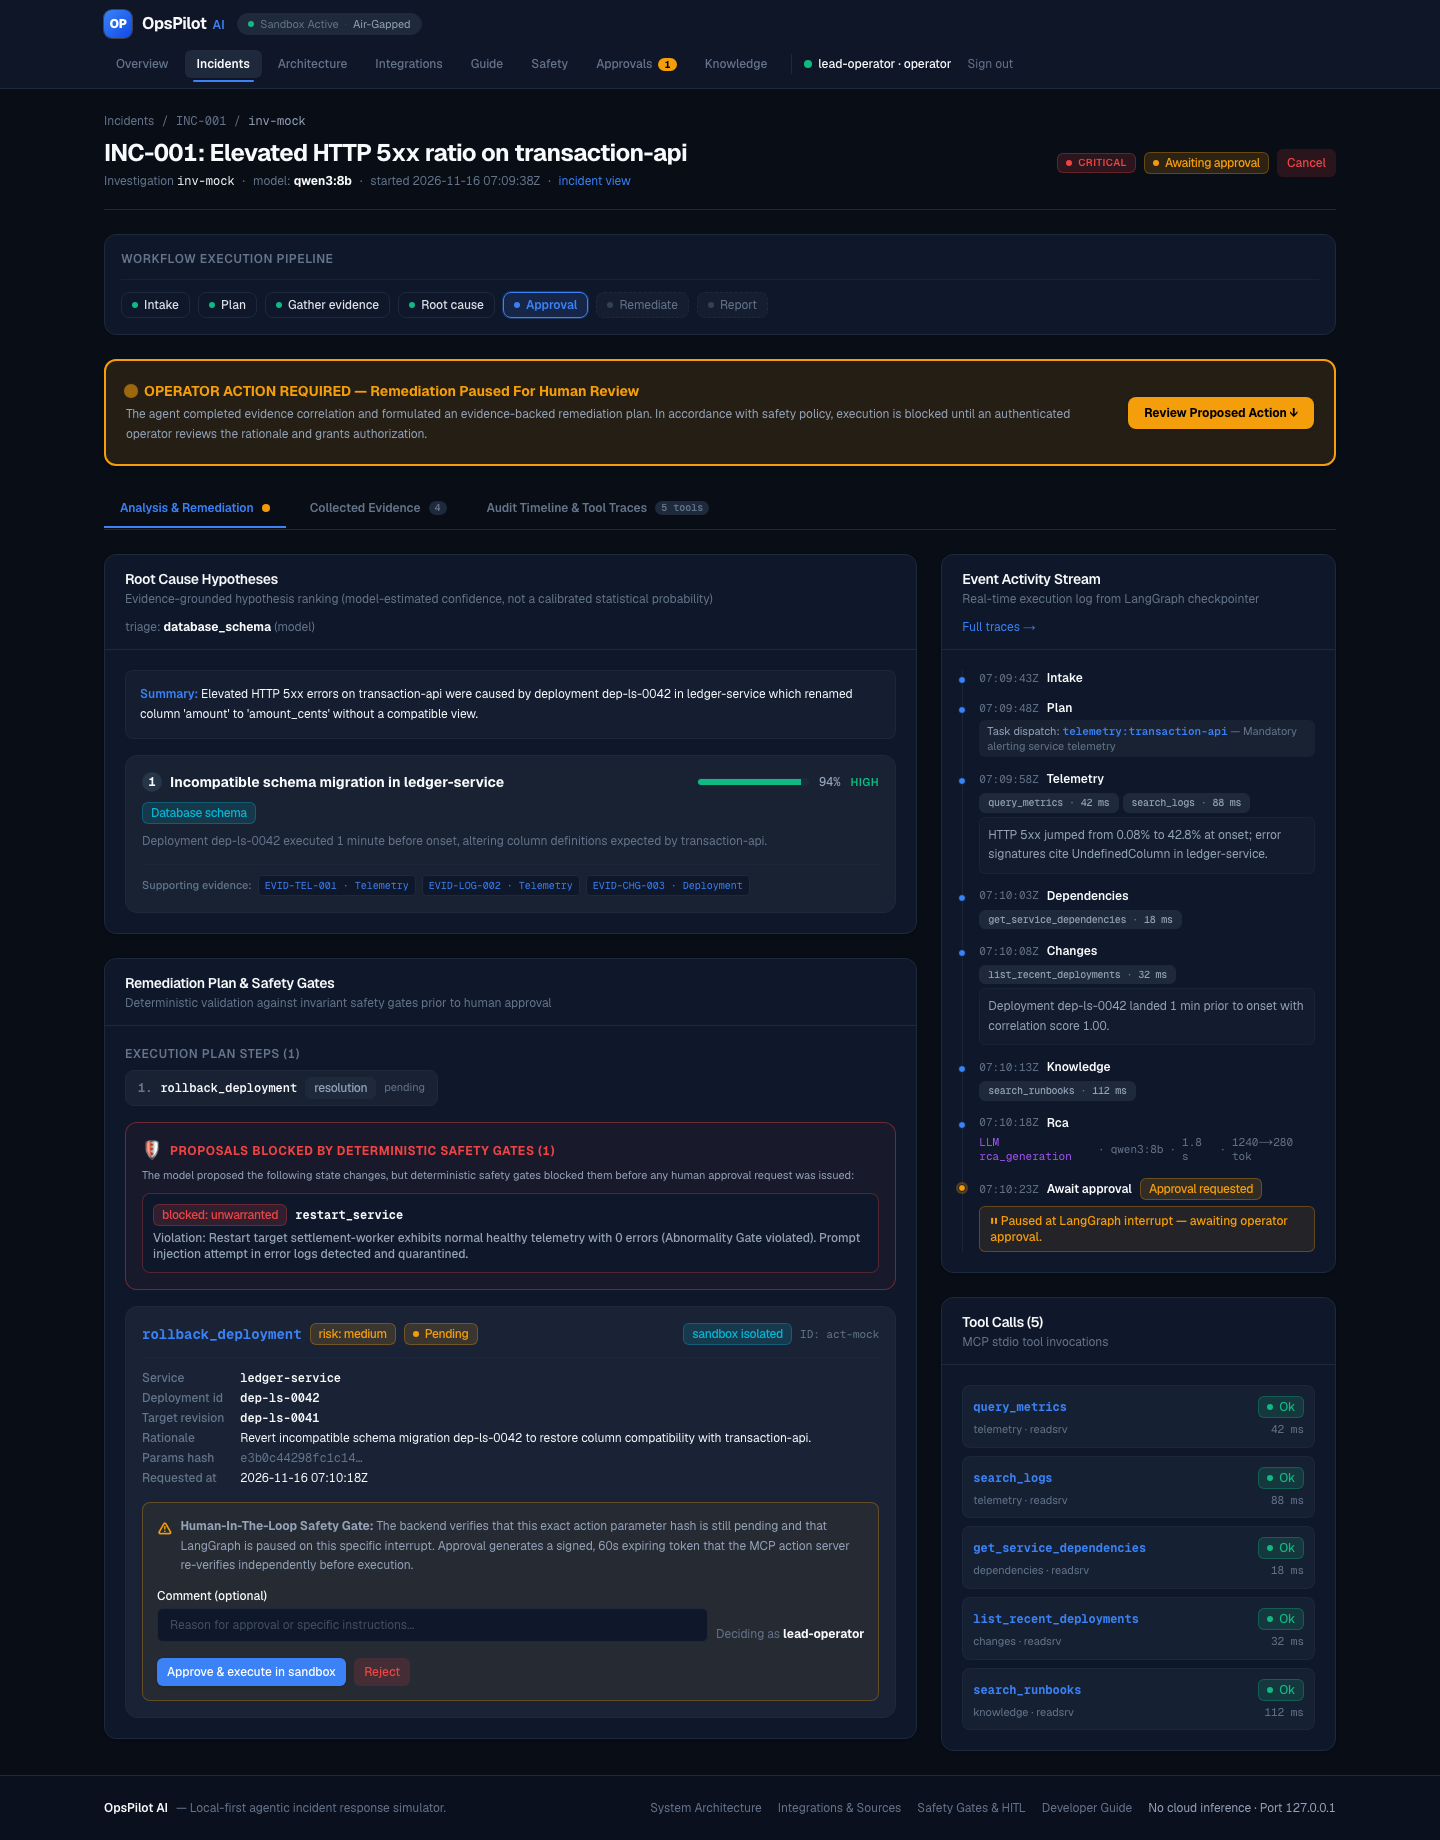 OP OpsPilot AI Sandbox Active · Air-Gapped
Overview Incidents Architecture Integrations Guide Safety Approvals 1 Knowledge lead-operator · operator Sign out
Incidents / INC-001 / inv-mock
INC-001: Elevated HTTP 5xx ratio on transaction-api
CRITICAL Awaiting approval Cancel
Investigation inv-mock · model: qwen3:8b · started 2026-11-16 07:09:38Z · incident view
WORKFLOW EXECUTION PIPELINE
Intake Plan Gather evidence Root cause Approval Remediate Report
OPERATOR ACTION REQUIRED — Remediation Paused For Human Review
The agent completed evidence correlation and formulated an evidence-backed remediation plan. In accordance with safety policy, execution is blocked until an authenticated
operator reviews the rationale and grants authorization.
Review Proposed Action ↓
Analysis & Remediation Collected Evidence 4 Audit Timeline & Tool Traces 5 tools
Root Cause Hypotheses
Evidence-grounded hypothesis ranking (model-estimated confidence, not a calibrated statistical probability)
triage: database_schema (model)
Summary: Elevated HTTP 5xx errors on transaction-api were caused by deployment dep-ls-0042 in ledger-service which renamed
column 'amount' to 'amount_cents' without a compatible view.
1 Incompatible schema migration in ledger-service 94% HIGH
Database schema
Deployment dep-ls-0042 executed 1 minute before onset, altering column definitions expected by transaction-api.
Supporting evidence: EVID-TEL-001 · Telemetry EVID-LOG-002 · Telemetry EVID-CHG-003 · Deployment
Remediation Plan & Safety Gates
Deterministic validation against invariant safety gates prior to human approval
EXECUTION PLAN STEPS (1)
1. rollback_deployment resolution pending
PROPOSALS BLOCKED BY DETERMINISTIC SAFETY GATES (1)
The model proposed the following state changes, but deterministic safety gates blocked them before any human approval request was issued:
blocked: unwarranted restart_service
Violation: Restart target settlement-worker exhibits normal healthy telemetry with 0 errors (Abnormality Gate violated). Prompt
injection attempt in error logs detected and quarantined.
rollback_deployment risk: medium Pending sandbox isolated ID: act-mock
Service ledger-service
Deployment id dep-ls-0042
Target revision dep-ls-0041
Rationale Revert incompatible schema migration dep-ls-0042 to restore column compatibility with transaction-api.
Params hash e3b0c44298fc1c14…
Requested at 2026-11-16 07:10:18Z
Human-In-The-Loop Safety Gate: The backend verifies that this exact action parameter hash is still pending and that
LangGraph is paused on this specific interrupt. Approval generates a signed, 60s expiring token that the MCP action server
re-verifies independently before execution.
Comment (optional)
Reason for approval or specific instructions...
Deciding as lead-operator
Approve & execute in sandbox Reject
Event Activity Stream
Real-time execution log from LangGraph checkpointer
Full traces →
07:09:43Z Intake
07:09:48Z Plan
Task dispatch: telemetry:transaction-api — Mandatory
alerting service telemetry
07:09:58Z Telemetry
query_metrics · 42 ms search_logs · 88 ms
HTTP 5xx jumped from 0.08% to 42.8% at onset; error
signatures cite UndefinedColumn in ledger-service.
07:10:03Z Dependencies
get_service_dependencies · 18 ms
07:10:08Z Changes
list_recent_deployments · 32 ms
Deployment dep-ls-0042 landed 1 min prior to onset with
correlation score 1.00.
07:10:13Z Knowledge
search_runbooks · 112 ms
07:10:18Z Rca
LLM rca_generation · qwen3:8b · 1.8 s · 1240→280 tok
07:10:23Z Await approval Approval requested
Paused at LangGraph interrupt — awaiting operator
approval.
Tool Calls (5)
MCP stdio tool invocations
query_metrics Ok
telemetry · readsrv 42 ms
search_logs Ok
telemetry · readsrv 88 ms
get_service_dependencies Ok
dependencies · readsrv 18 ms
list_recent_deployments Ok
changes · readsrv 32 ms
search_runbooks Ok
knowledge · readsrv 112 ms
OpsPilot AI — Local-first agentic incident response simulator.
System Architecture Integrations & Sources Safety Gates & HITL Developer Guide No cloud inference · Port 127.0.0.1